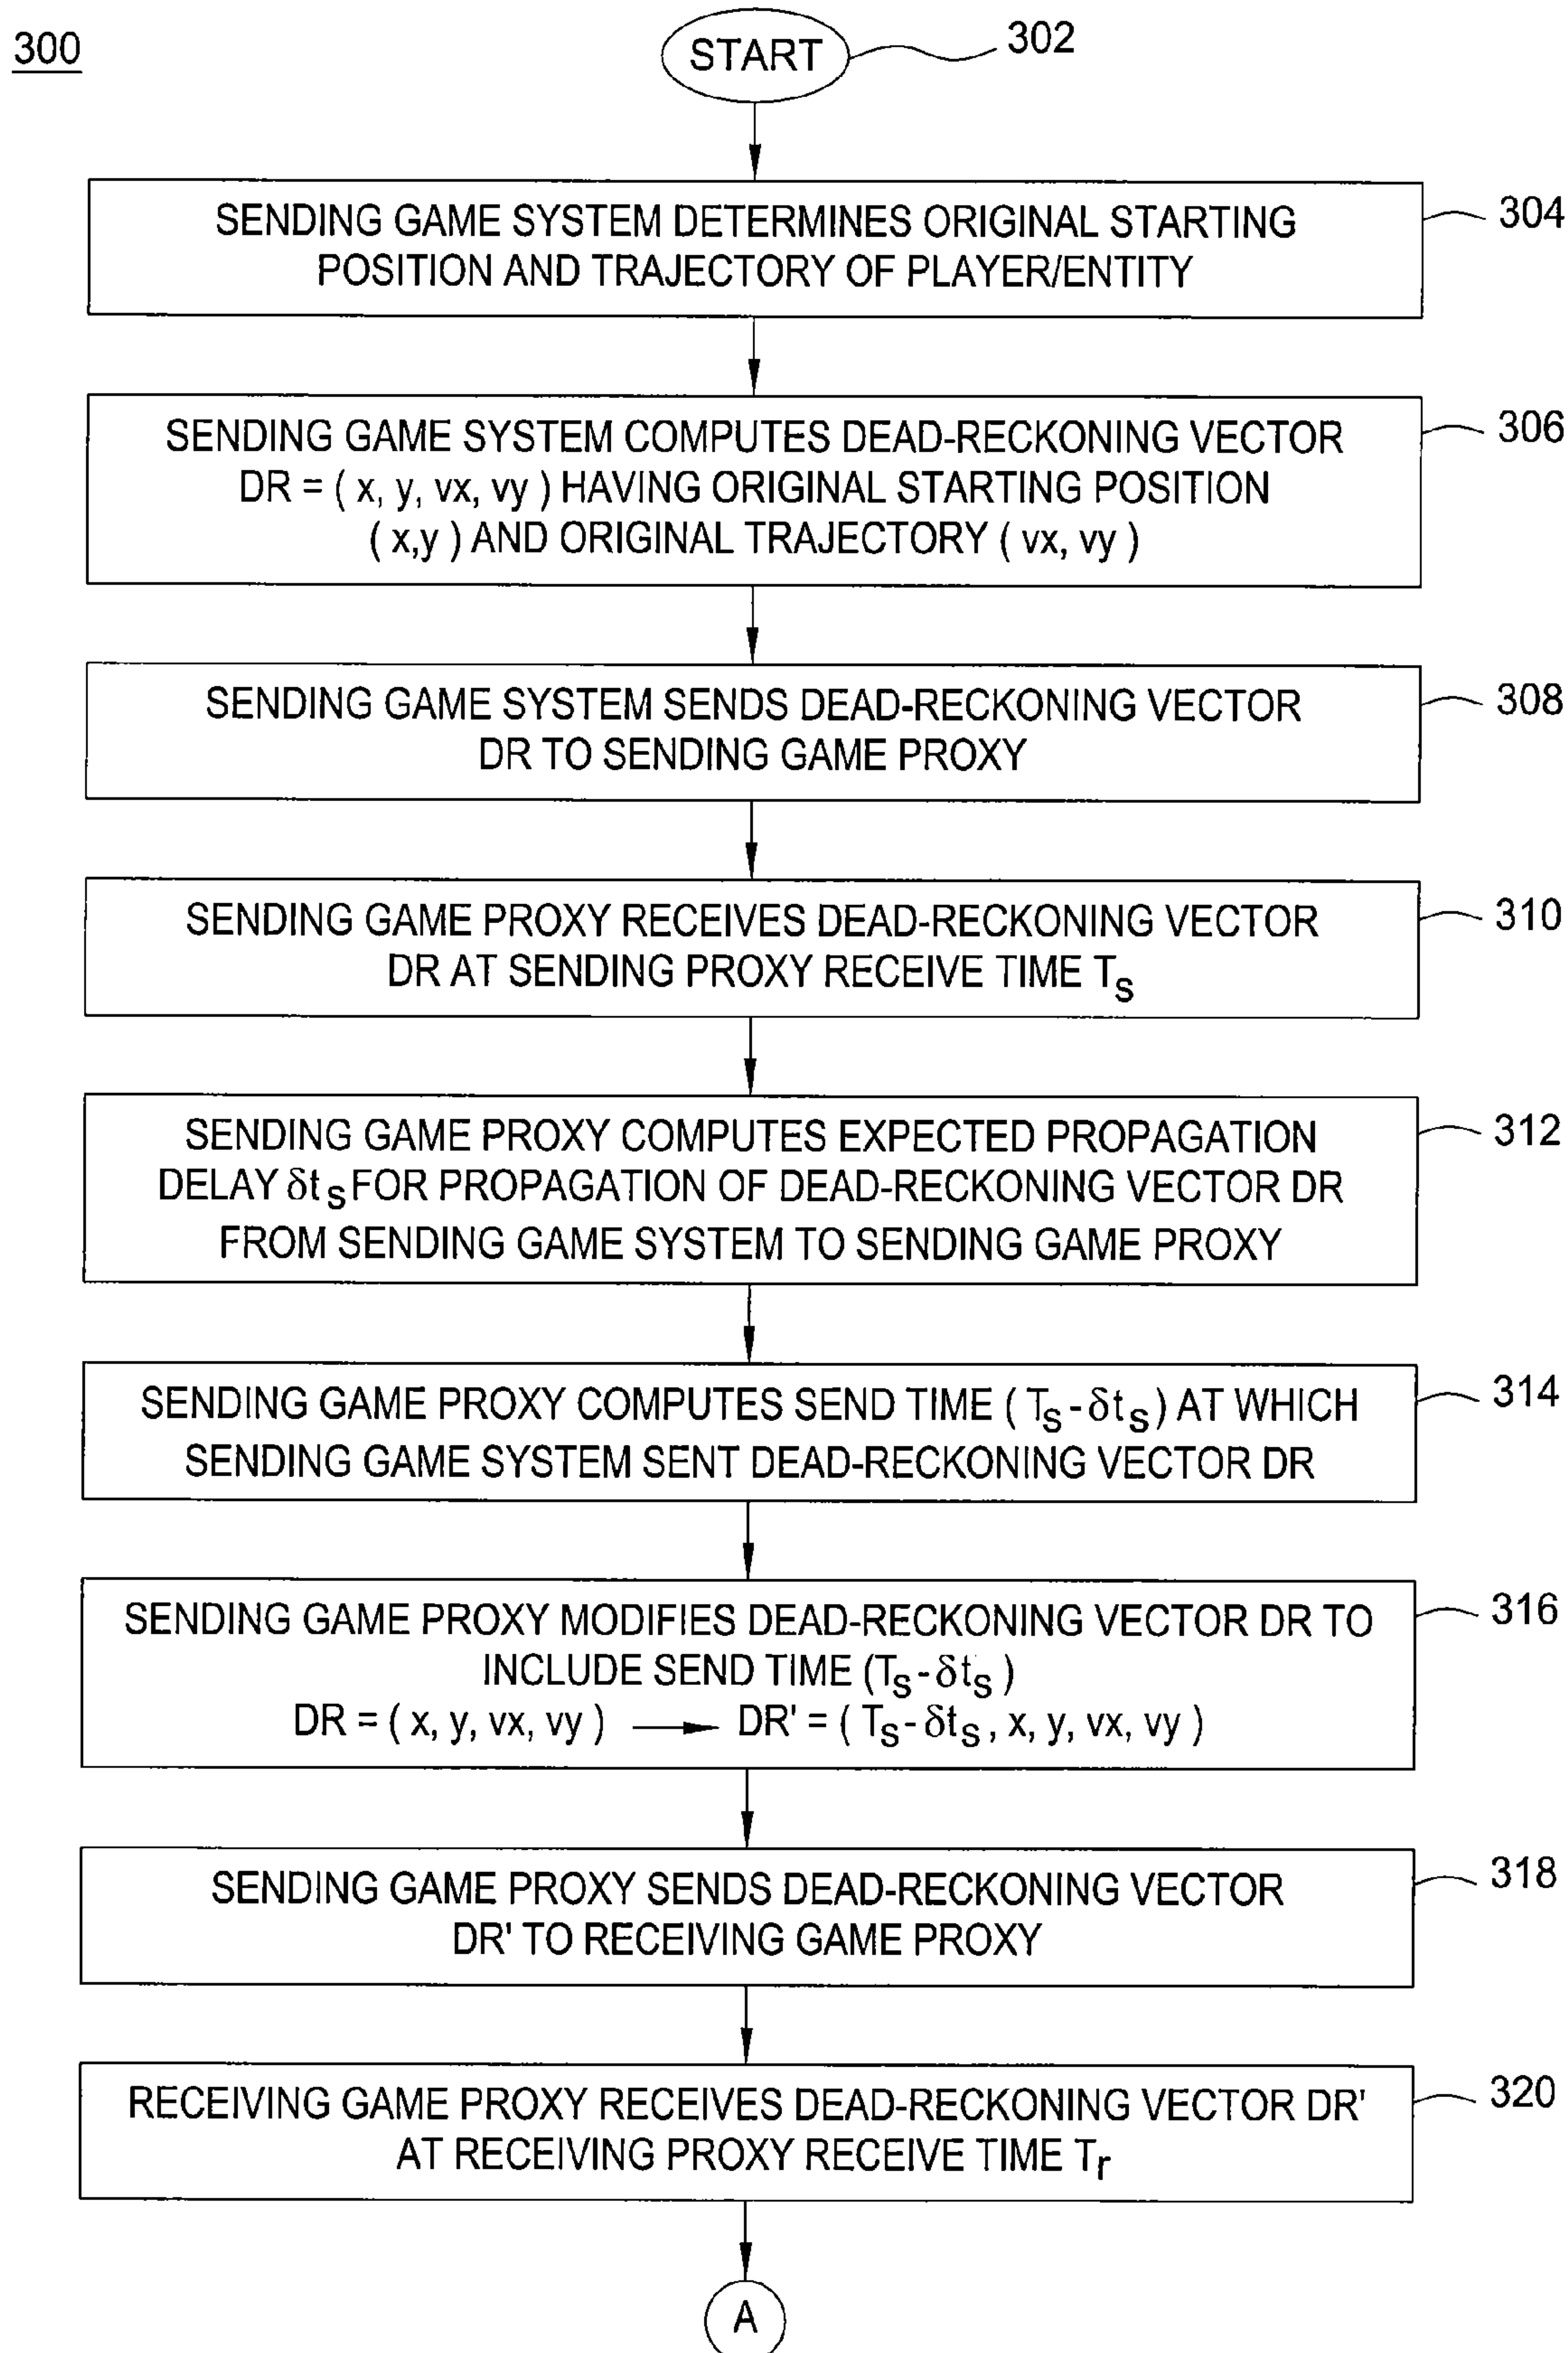 300
START
302
SENDING GAME SYSTEM DETERMINES ORIGINAL STARTING
POSITION AND TRAJECTORY OF PLAYER/ENTITY
304
SENDING GAME SYSTEM COMPUTES DEAD-RECKONING VECTOR
DR = ( x, y, vx, vy ) HAVING ORIGINAL STARTING POSITION
( x,y ) AND ORIGINAL TRAJECTORY ( vx, vy )
306
SENDING GAME SYSTEM SENDS DEAD-RECKONING VECTOR
DR TO SENDING GAME PROXY
308
SENDING GAME PROXY RECEIVES DEAD-RECKONING VECTOR
DR AT SENDING PROXY RECEIVE TIME Ts
310
SENDING GAME PROXY COMPUTES EXPECTED PROPAGATION
DELAY δts FOR PROPAGATION OF DEAD-RECKONING VECTOR DR
FROM SENDING GAME SYSTEM TO SENDING GAME PROXY
312
SENDING GAME PROXY COMPUTES SEND TIME ( Ts - δts ) AT WHICH
SENDING GAME SYSTEM SENT DEAD-RECKONING VECTOR DR
314
SENDING GAME PROXY MODIFIES DEAD-RECKONING VECTOR DR TO
INCLUDE SEND TIME (Ts - δts )
DR = ( x, y, vx, vy ) → DR' = ( Ts - δts , x, y, vx, vy )
316
SENDING GAME PROXY SENDS DEAD-RECKONING VECTOR
DR' TO RECEIVING GAME PROXY
318
RECEIVING GAME PROXY RECEIVES DEAD-RECKONING VECTOR DR'
AT RECEIVING PROXY RECEIVE TIME Tr
320
A